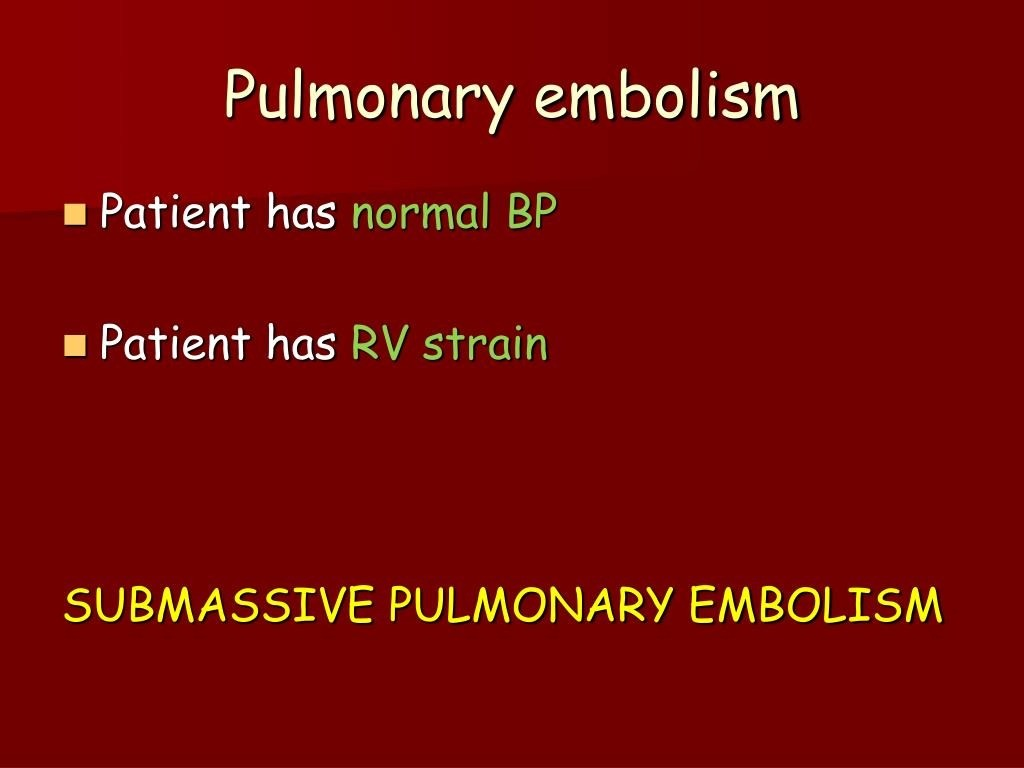 Pulmonary embolism
Patient has normal BP
Patient has RV strain
SUBMASSIVE PULMONARY EMBOLISM